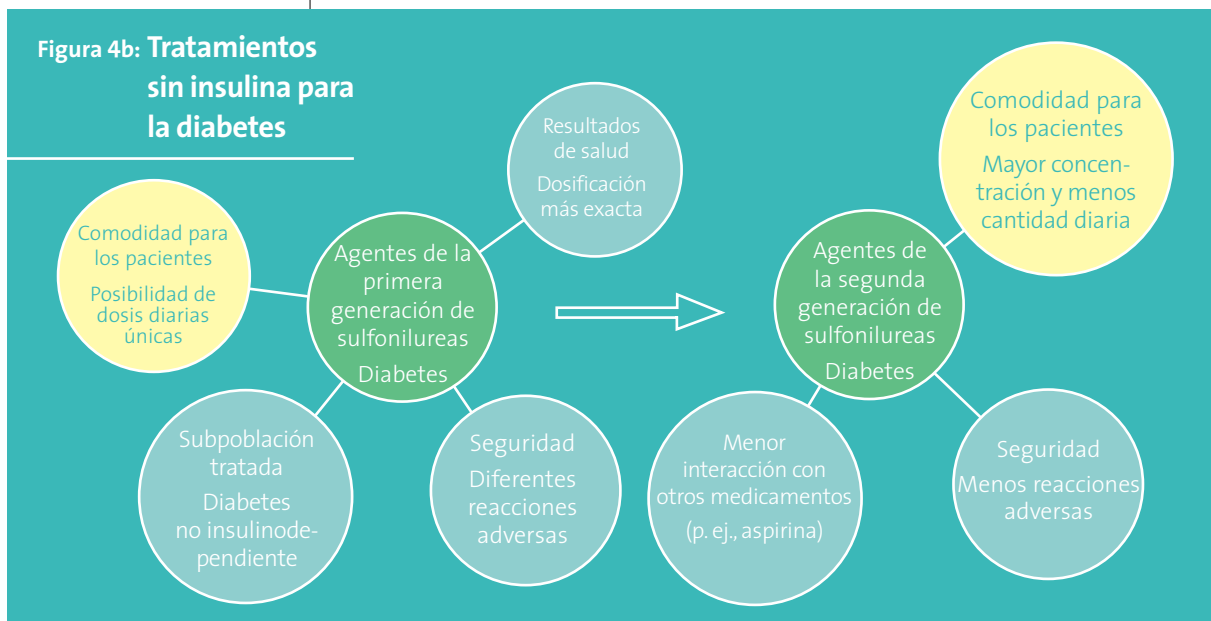 Figura 4b: Tratamientos
sin insulina para
la diabetes
Comodidad para
los pacientes
Posibilidad de
dosis diarias
únicas
Resultados
de salud
Dosificación
más exacta
Agentes de la
primera
generación de
sulfonilureas
Diabetes
Subpoblación
tratada
Diabetes
no insulinode-
pendiente
Seguridad
Diferentes
reacciones
adversas
Comodidad para
los pacientes
Mayor concen-
tración y menos
cantidad diaria
Agentes de
la segunda
generación de
sulfonilureas
Diabetes
Menor
interacción con
otros medicamentos
(p. ej., aspirina)
Seguridad
Menos reacciones
adversas